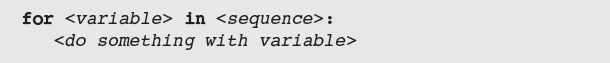 for <variable> in <sequence>:
   <do something with variable>